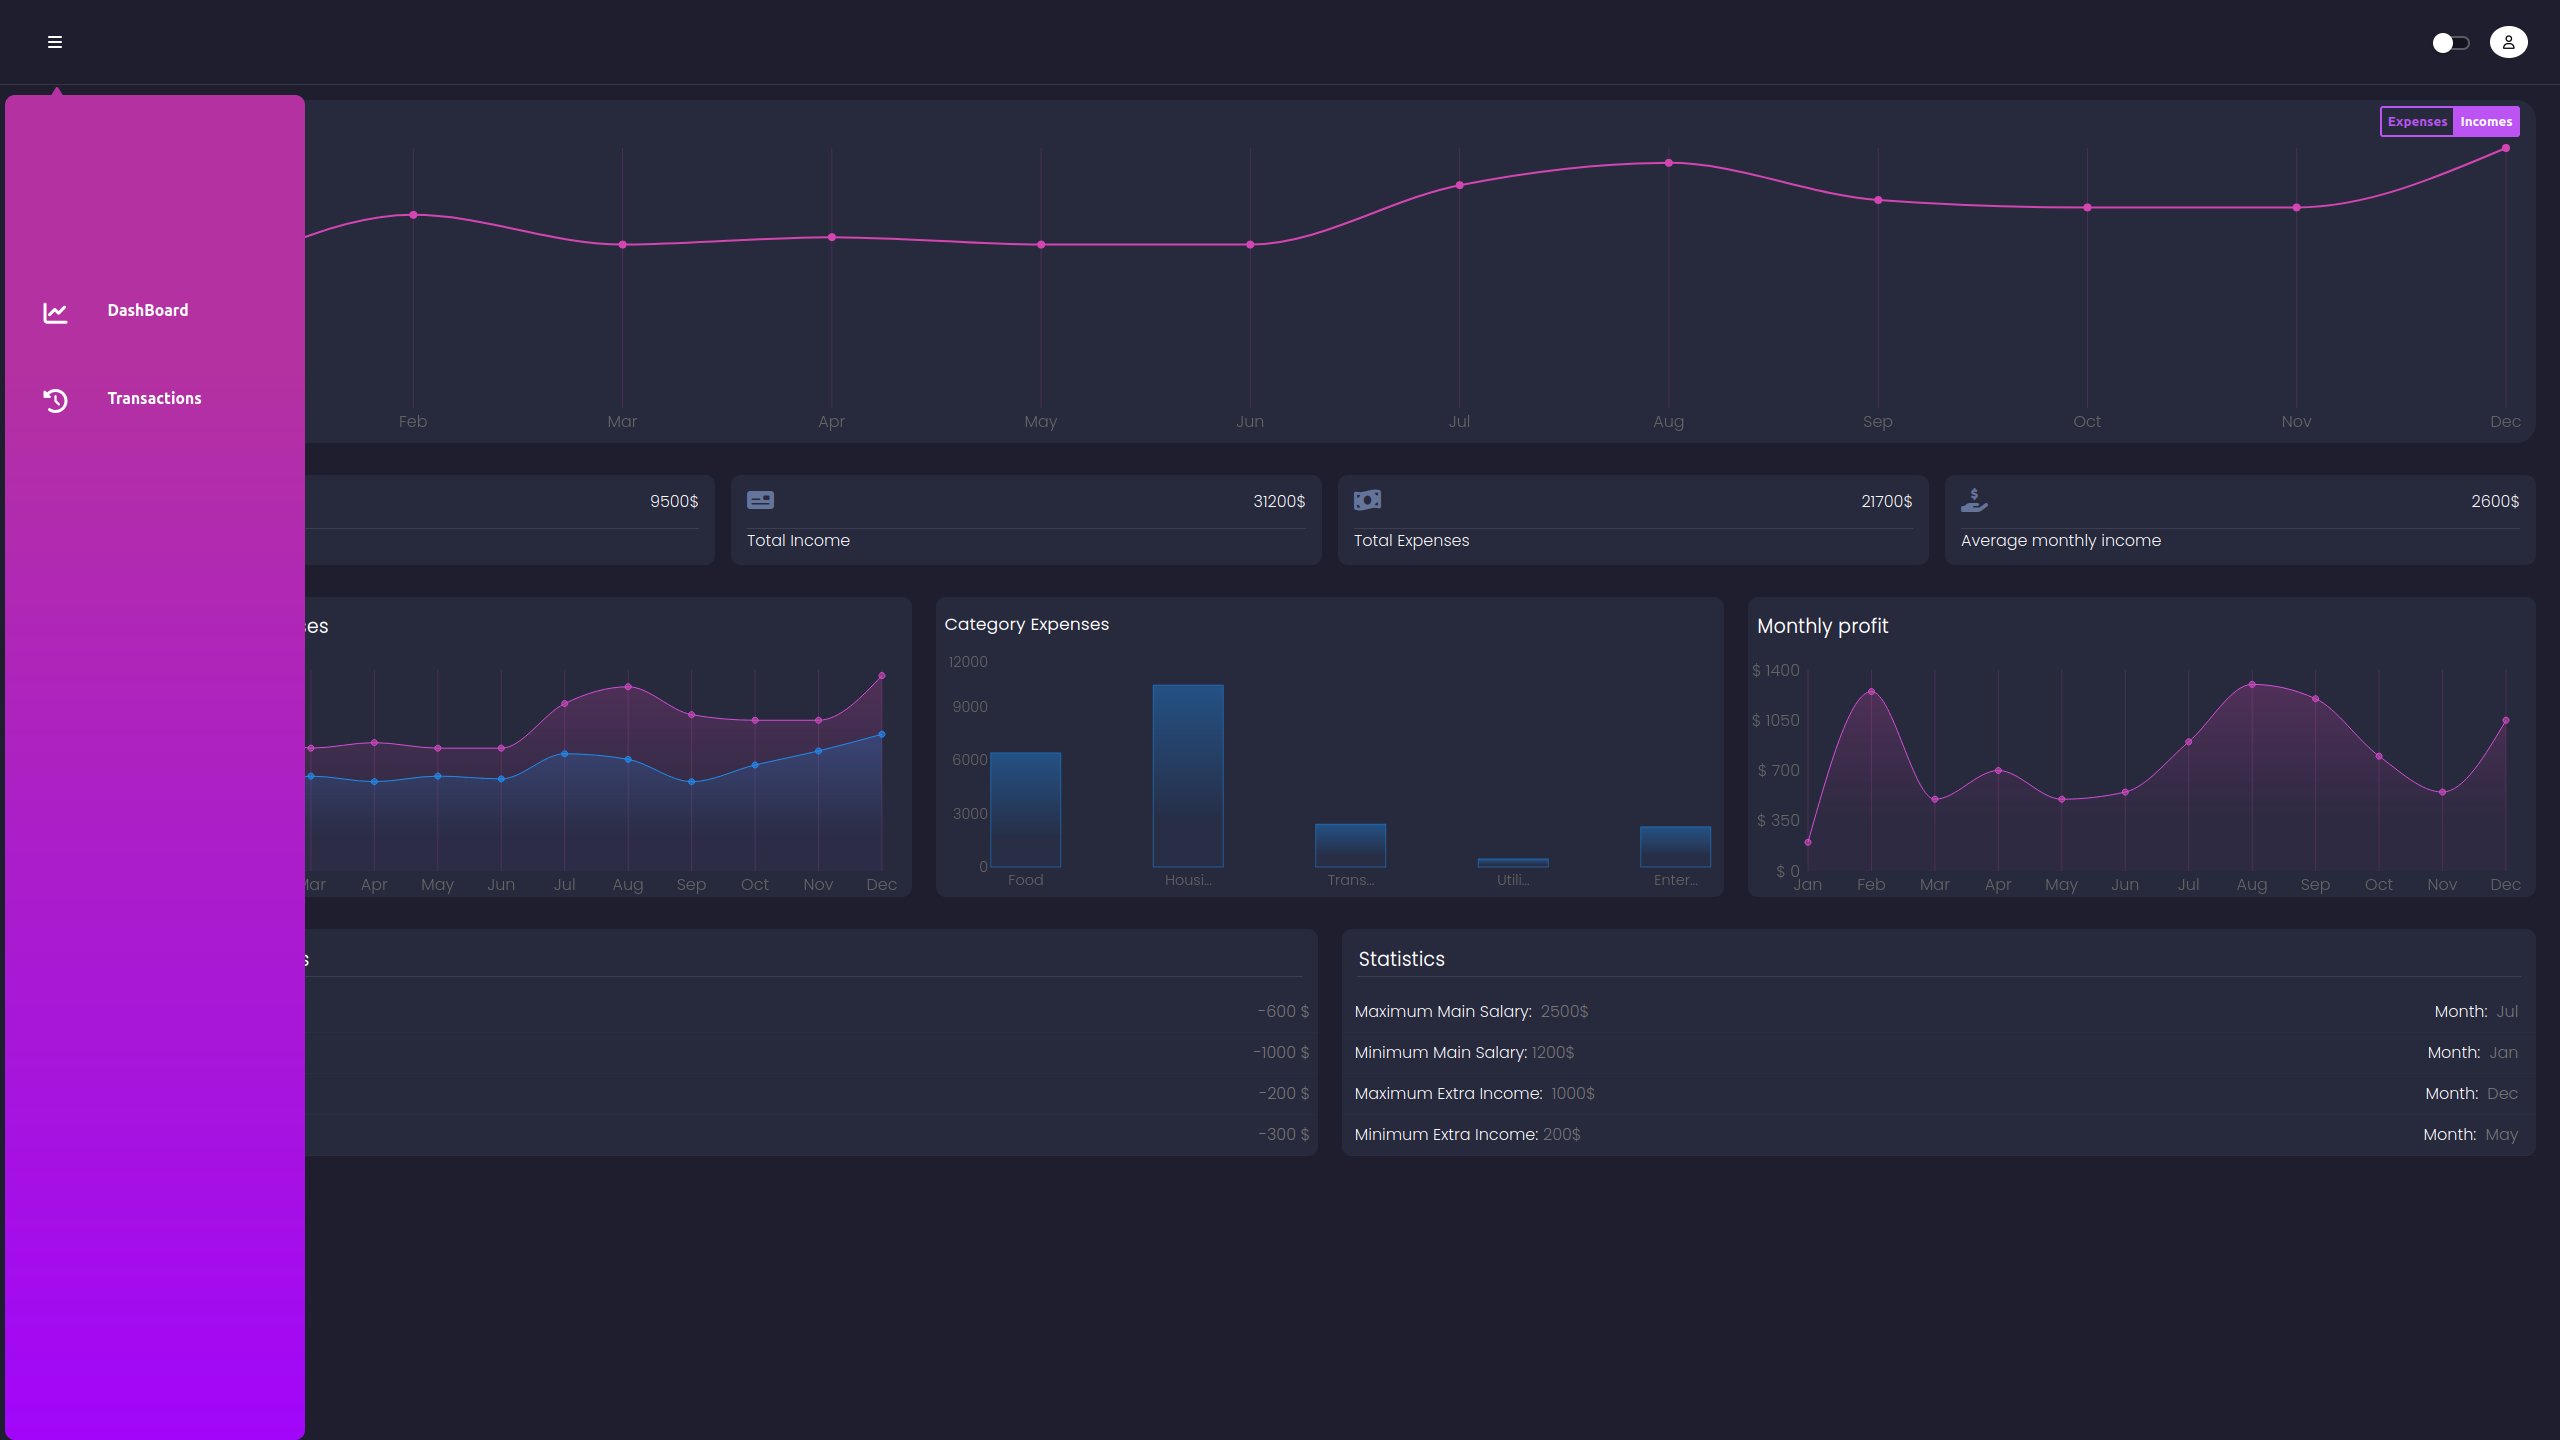 Expenses Incomes
DashBoard
Transactions
Feb Mar Apr May Jun Jul Aug Sep Oct Nov Dec
9500$
31200$
Total Income
21700$
Total Expenses
2600$
Average monthly income
Apr May Jun Jul Aug Sep Oct Nov Dec
Category Expenses
12000
9000
6000
3000
0
Food Housi... Trans... Utili... Enter...
Monthly profit
$ 1400
$ 1050
$ 700
$ 350
$ 0
Jan Feb Mar Apr May Jun Jul Aug Sep Oct Nov Dec
-600 $
-1000 $
-200 $
-300 $
Statistics
Maximum Main Salary: 2500$ Month: Jul
Minimum Main Salary: 1200$ Month: Jan
Maximum Extra Income: 1000$ Month: Dec
Minimum Extra Income: 200$ Month: May